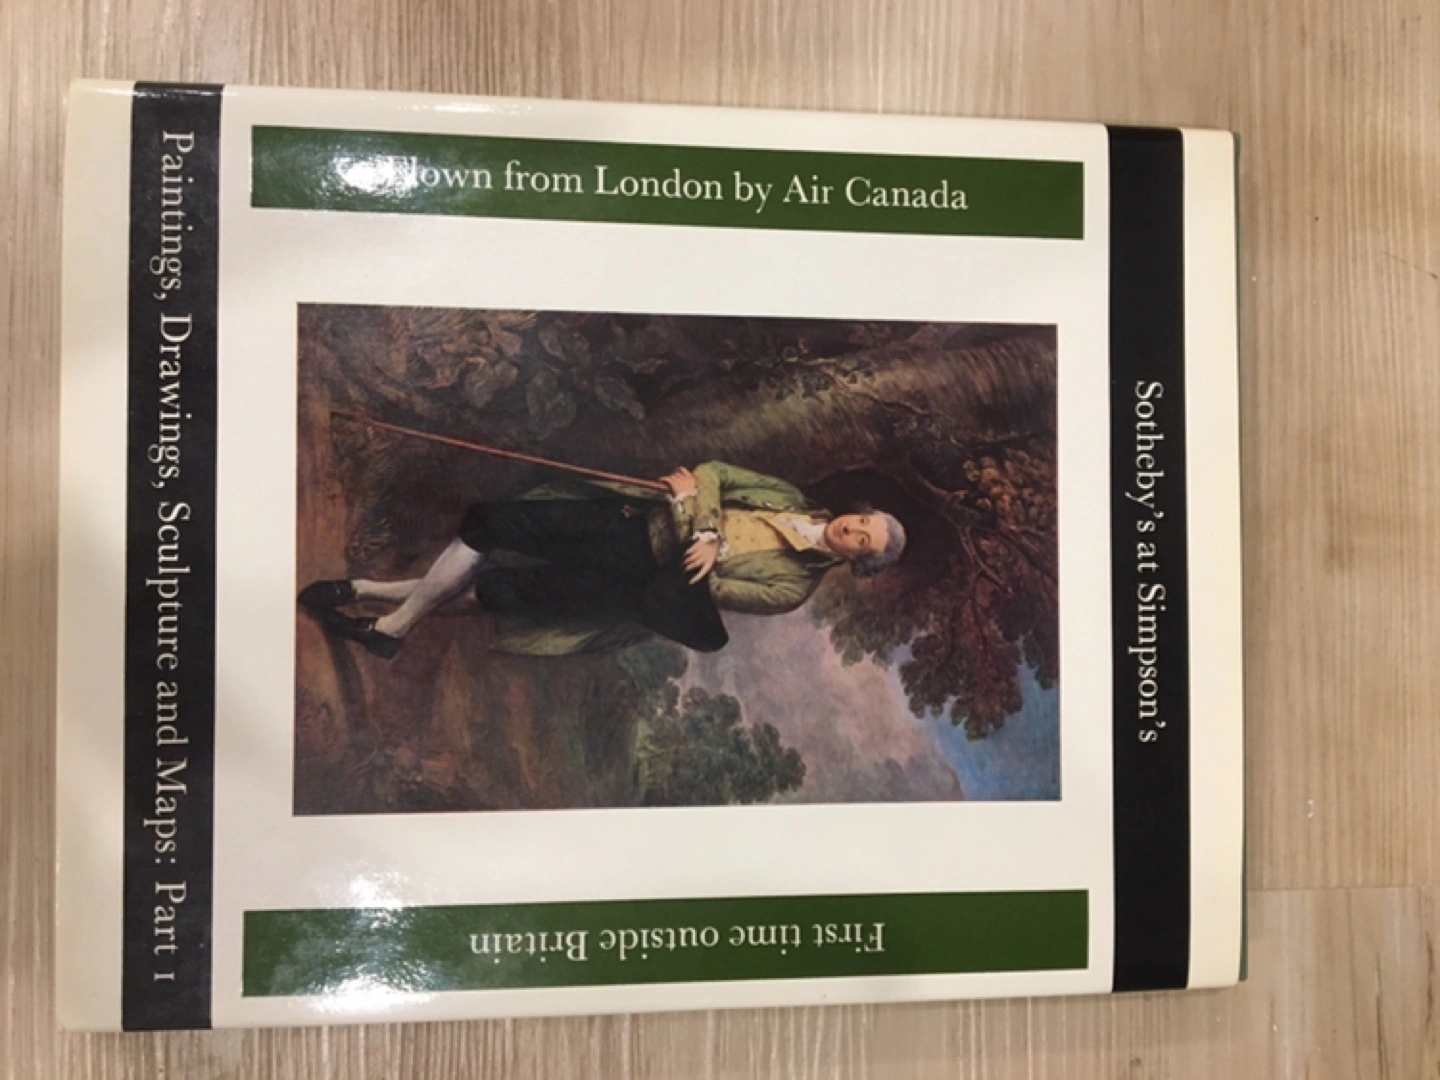 Sotheby's at Simpson's
Flown from London by Air Canada
First time outside Britain
Paintings, Drawings, Sculpture and Maps: Part 1